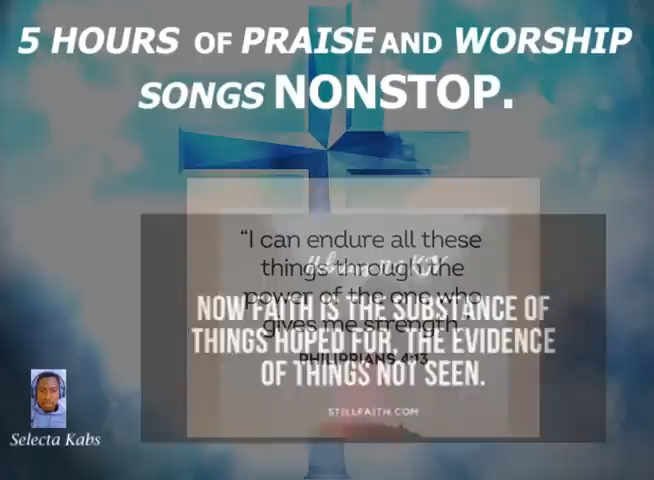 5 HOURS OF PRAISE AND WORSHIP
SONGS NONSTOP.
“I can endure all these
things through the
power of the one who
gives me strength.
PHILIPPIANS 4:13
NOW FAITH IS THE SUBSTANCE OF
THINGS HOPED FOR, THE EVIDENCE
OF THINGS NOT SEEN.
STILLFAITH.COM
Selecta Kabs